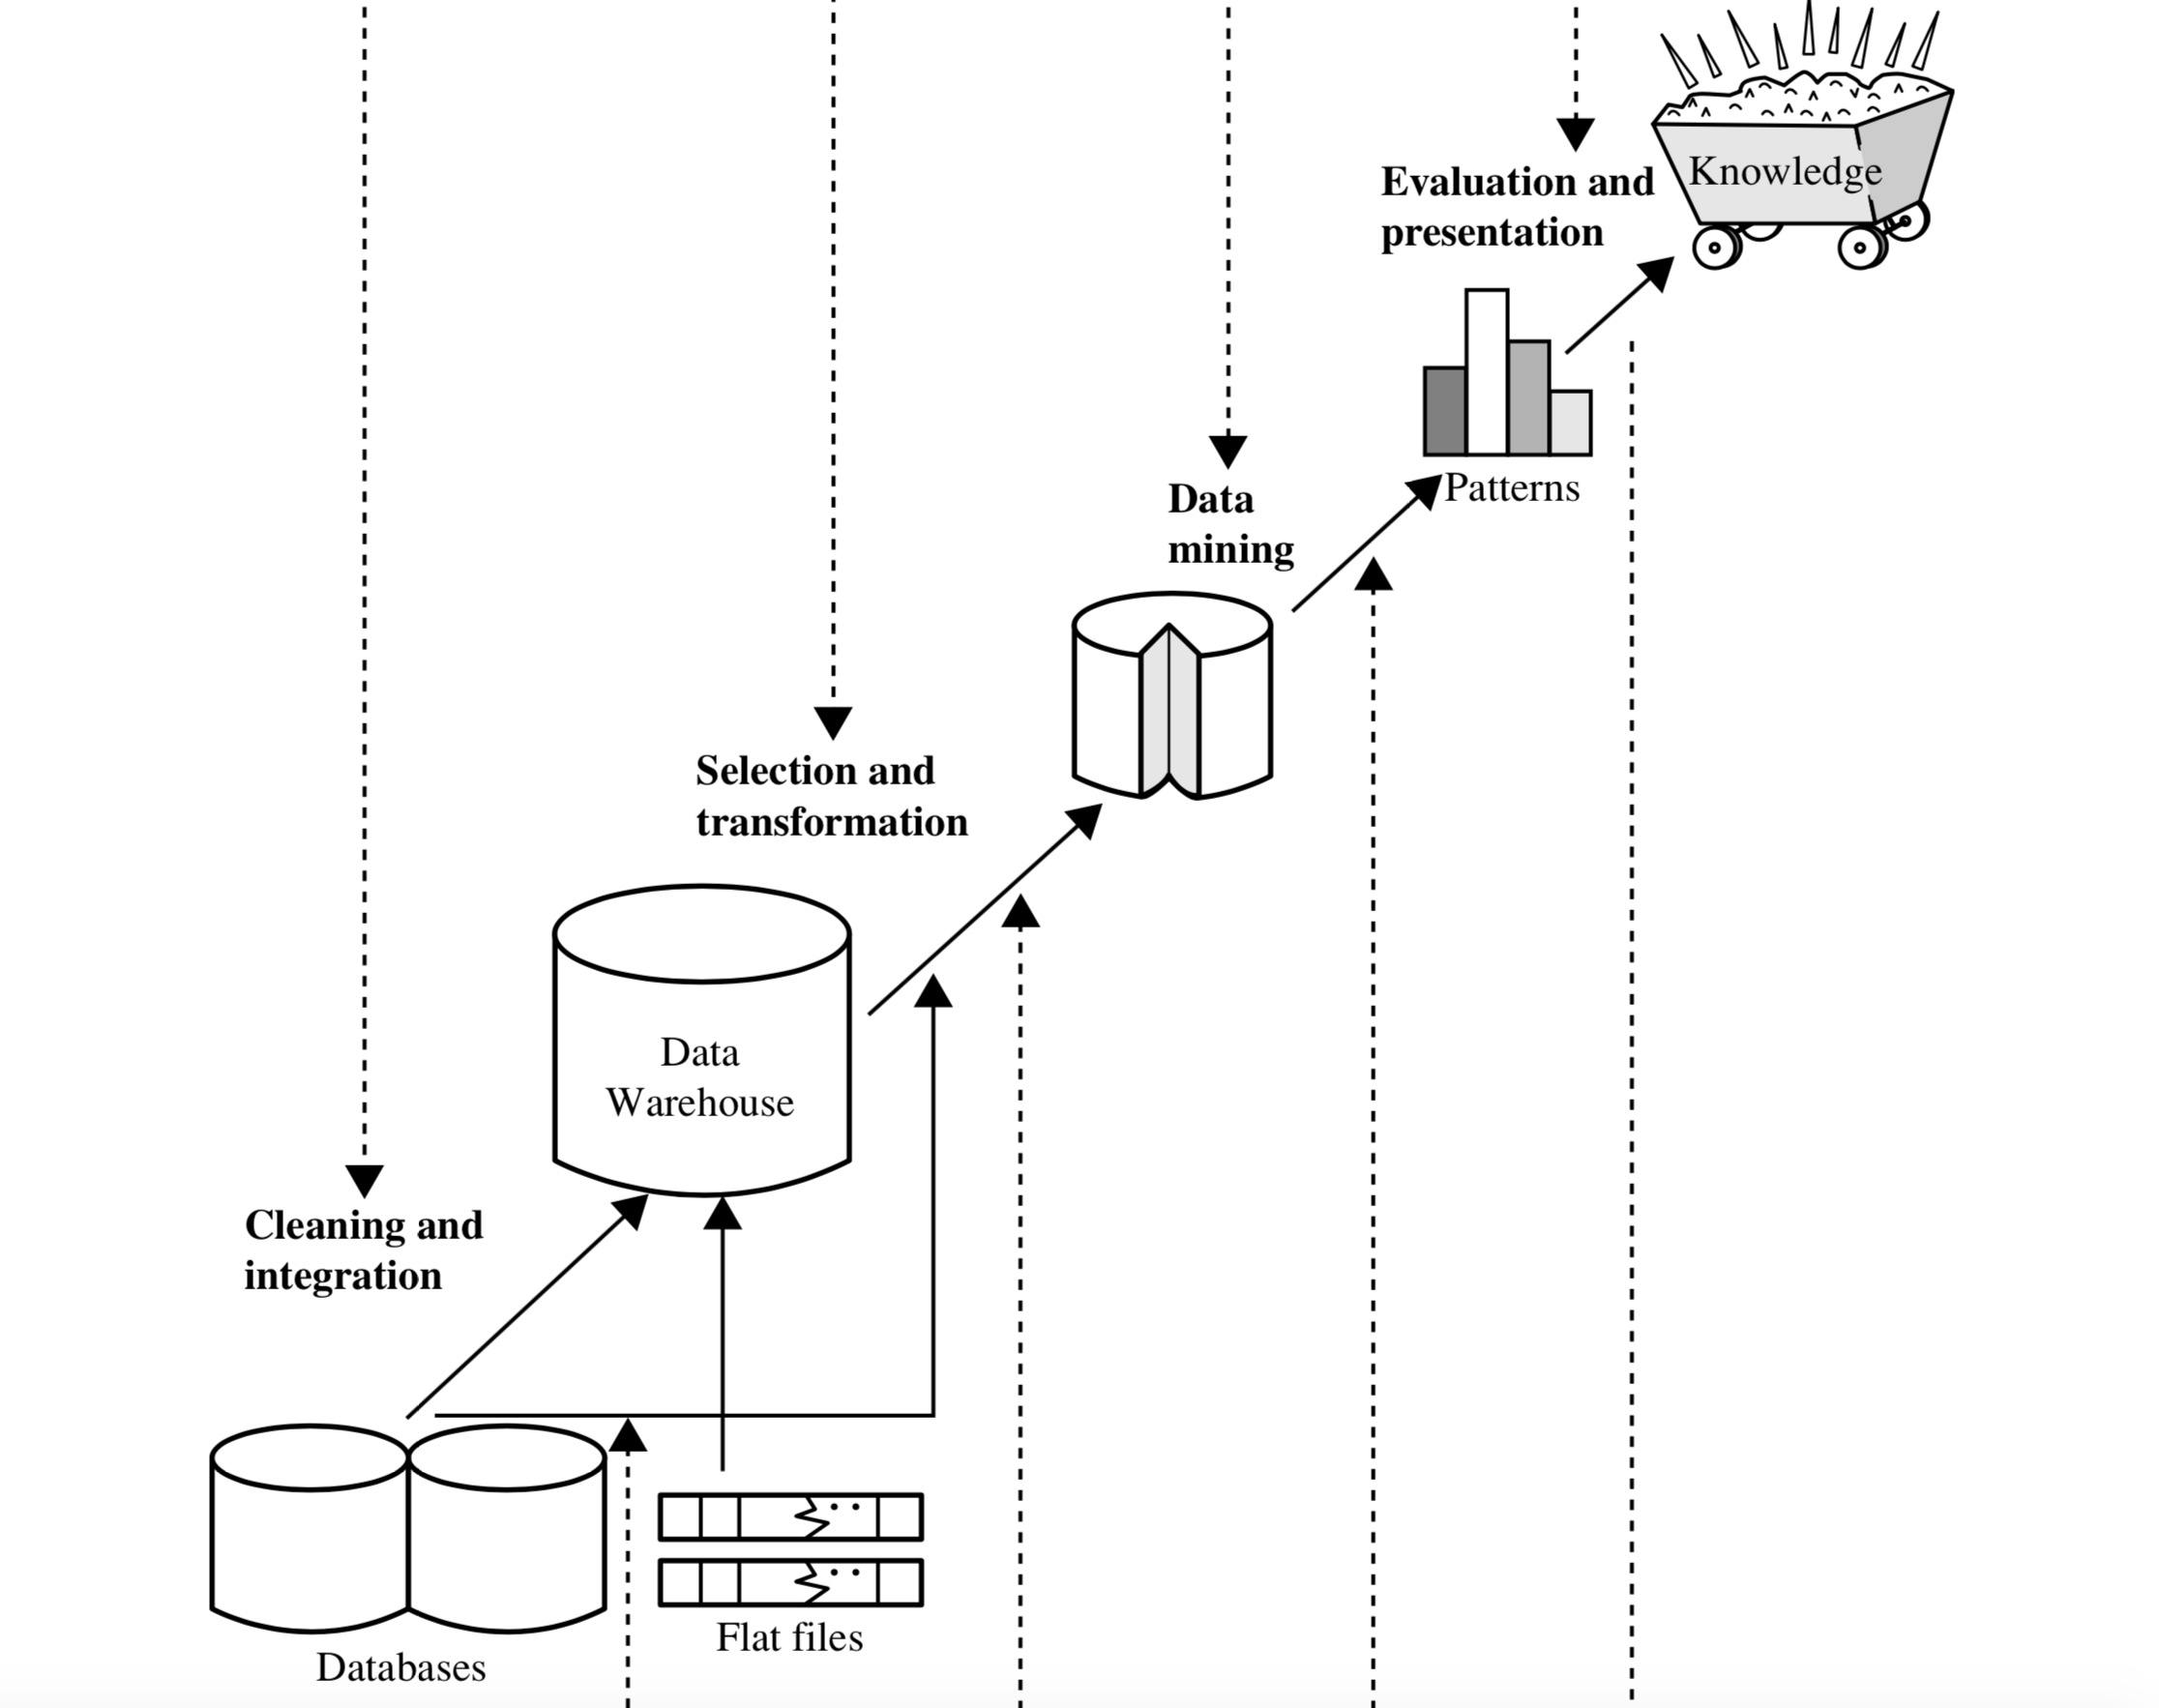 Knowledge
Evaluation and
presentation
Patterns
Data
mining
Selection and
transformation
Data
Warehouse
Cleaning and
integration
Flat files
Databases